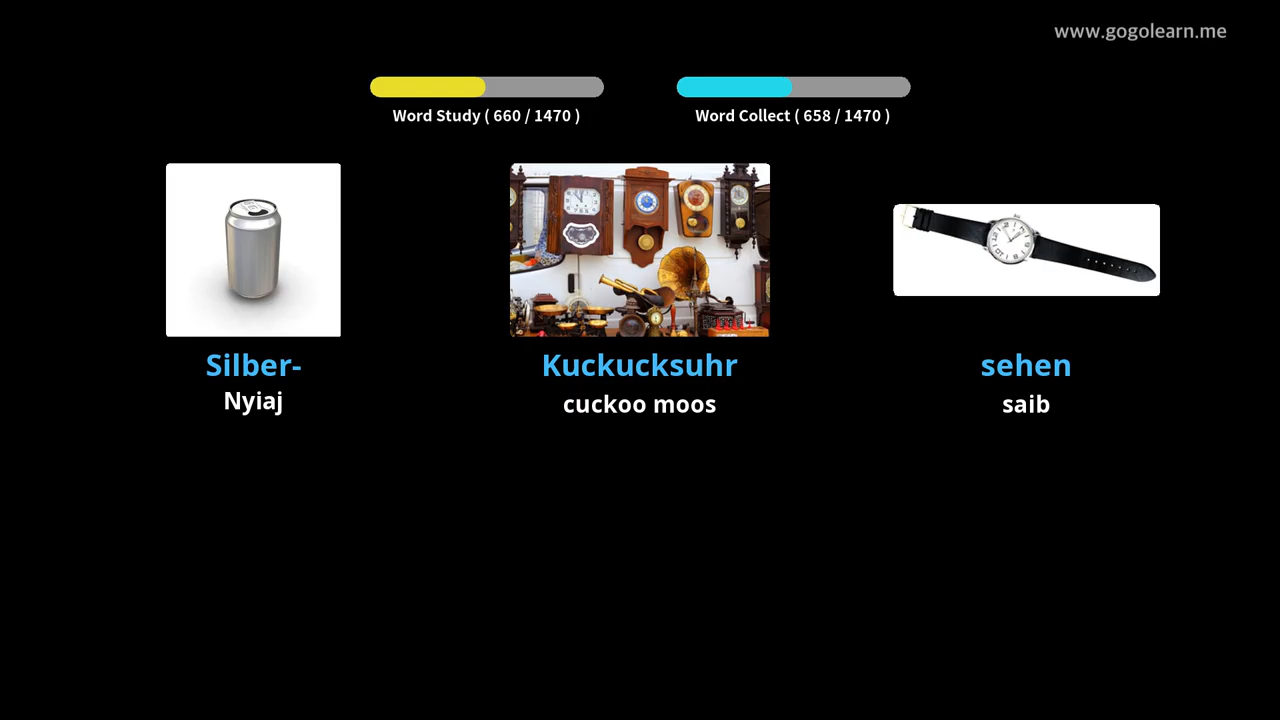 www.gogolearn.me
Word Study ( 660 / 1470 )
Word Collect ( 658 / 1470 )
Silber-
Nyiaj
Kuckucksuhr
cuckoo moos
sehen
saib